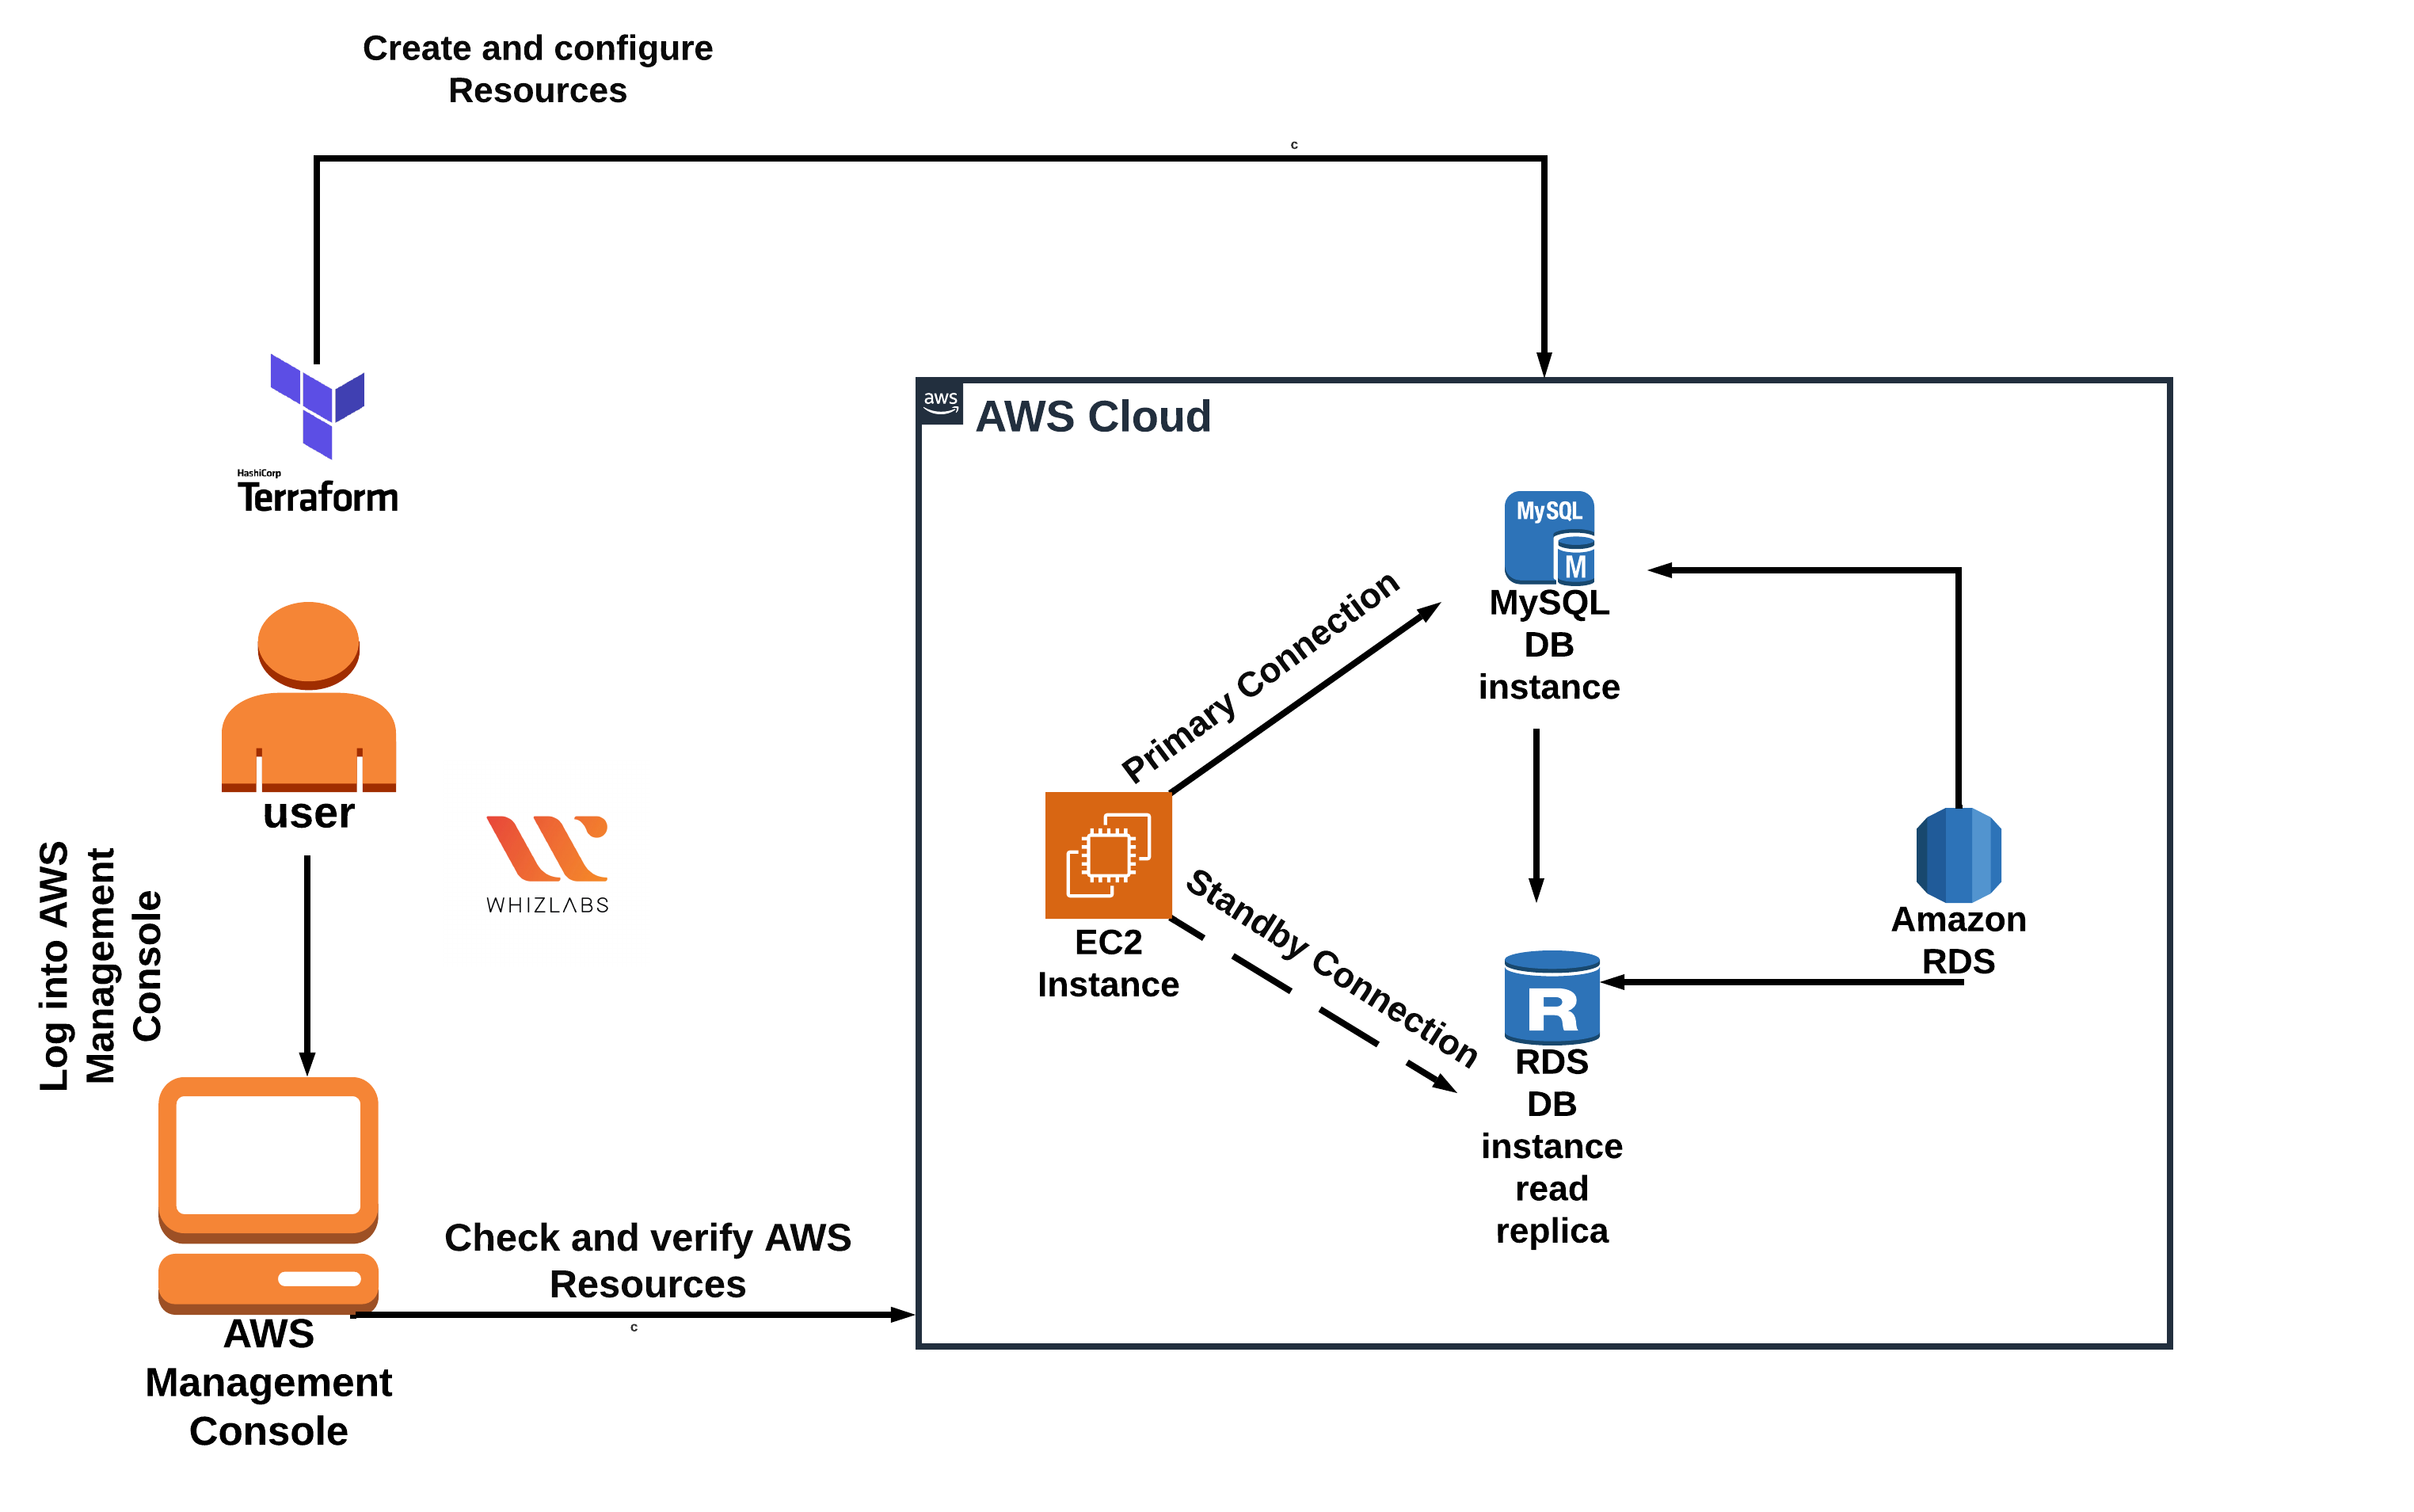 Create and configure
Resources
c
HashiCorp
Terraform
aws
AWS Cloud
MySQL
M
MySQL
DB
instance
Primary Connection
user
Log into AWS
Management
Console
WHIZLABS
EC2
Instance
Standby Connection
Amazon
RDS
R
RDS
DB
instance
read
replica
Check and verify AWS
Resources
c
AWS
Management
Console